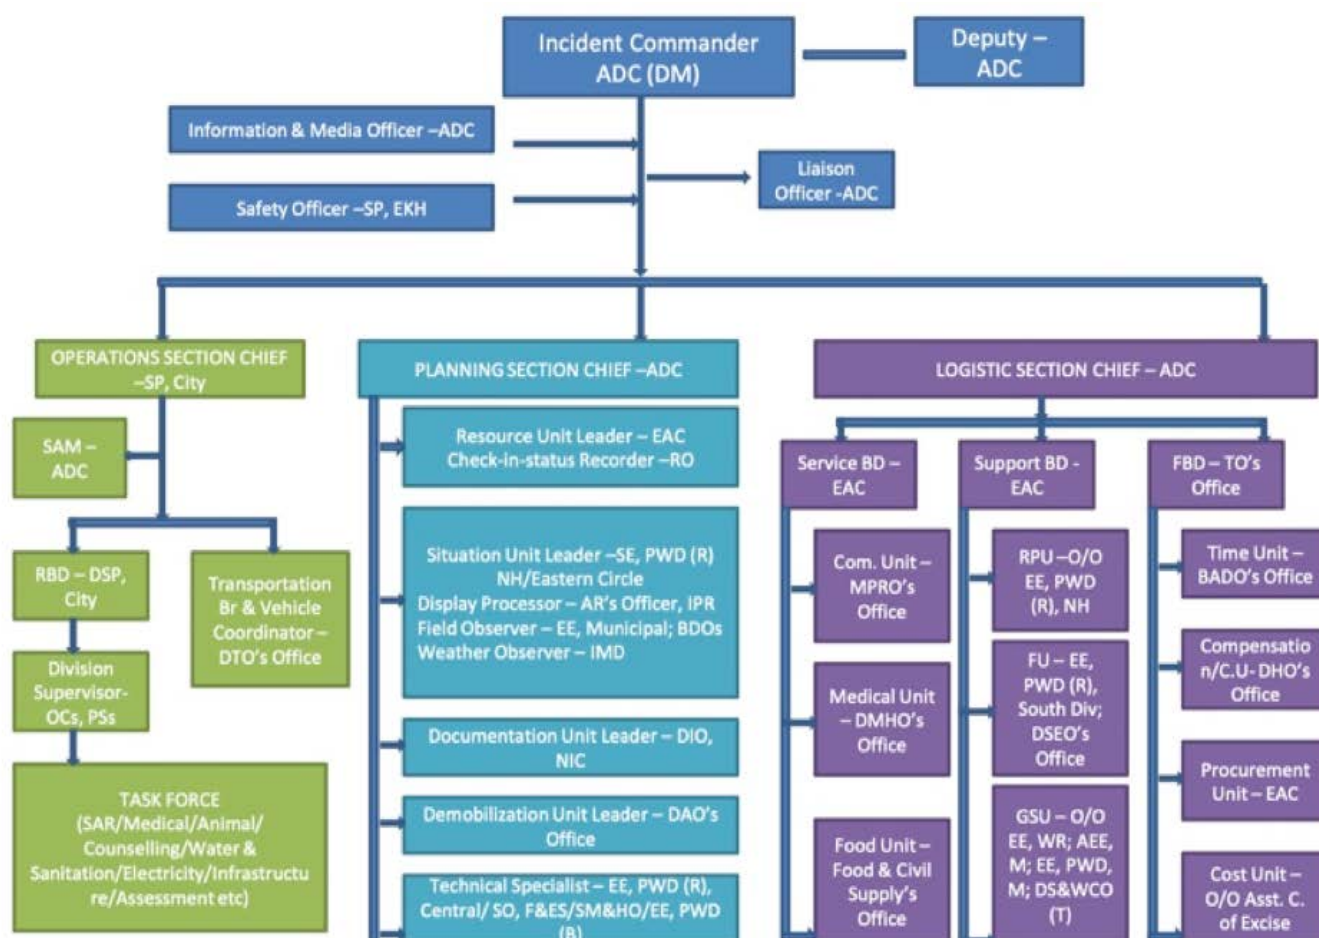 Incident Commander
ADC (DM)
Deputy –
ADC
Information & Media Officer –ADC
Liaison
Officer -ADC
Safety Officer –SP, EKH
OPERATIONS SECTION CHIEF
–SP, City
PLANNING SECTION CHIEF –ADC
LOGISTIC SECTION CHIEF – ADC
SAM –
ADC
RBD – DSP,
City
Transportation
Br & Vehicle
Coordinator –
DTO's Office
Division
Supervisor-
OCs, PSs
TASK FORCE
(SAR/Medical/Animal/
Counselling/Water &
Sanitation/Electricity/Infrastructu
re/Assessment etc)
Resource Unit Leader – EAC
Check-in-status Recorder –RO
Situation Unit Leader –SE, PWD (R)
NH/Eastern Circle
Display Processor – AR's Officer, IPR
Field Observer – EE, Municipal; BDOs
Weather Observer – IMD
Documentation Unit Leader – DIO,
NIC
Demobilization Unit Leader – DAO's
Office
Technical Specialist – EE, PWD (R),
Central/ SO, F&ES/SM&HO/EE, PWD
(B)
Service BD –
EAC
Com. Unit –
MPRO's
Office
Medical Unit
– DMHO's
Office
Food Unit –
Food & Civil
Supply's
Office
Support BD -
EAC
RPU –O/O
EE, PWD
(R), NH
FU – EE,
PWD (R),
South Div;
DSEO's
Office
GSU – O/O
EE, WR; AEE,
M; EE, PWD,
M; DS&WCO
(T)
FBD – TO's
Office
Time Unit –
BADO's Office
Compensatio
n/C.U- DHO's
Office
Procurement
Unit – EAC
Cost Unit –
O/O Asst. C.
of Excise